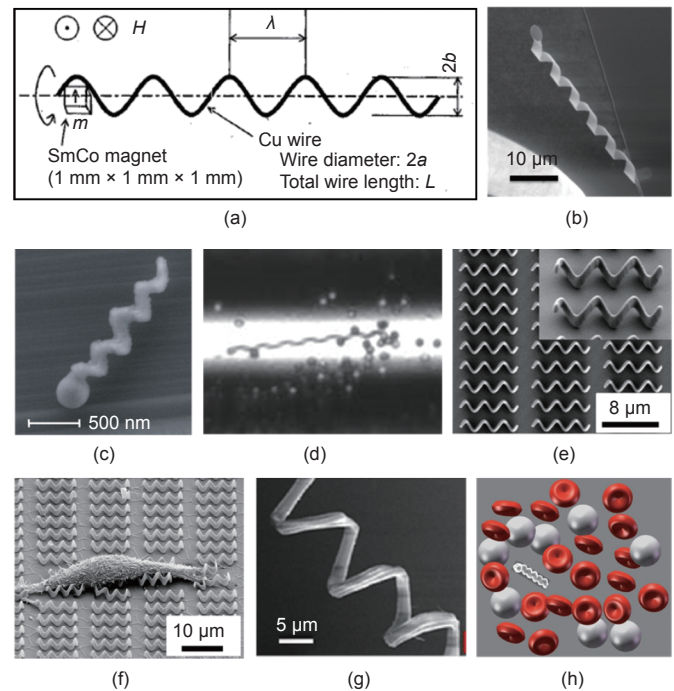 H
λ
2b
m
Cu wire
SmCo magnet
Wire diameter: 2a
(1 mm × 1 mm × 1 mm)
Total wire length: L
10 μm
(a)
(b)
500 nm
8 μm
(c)
(d)
(e)
10 μm
5 μm
(f)
(g)
(h)